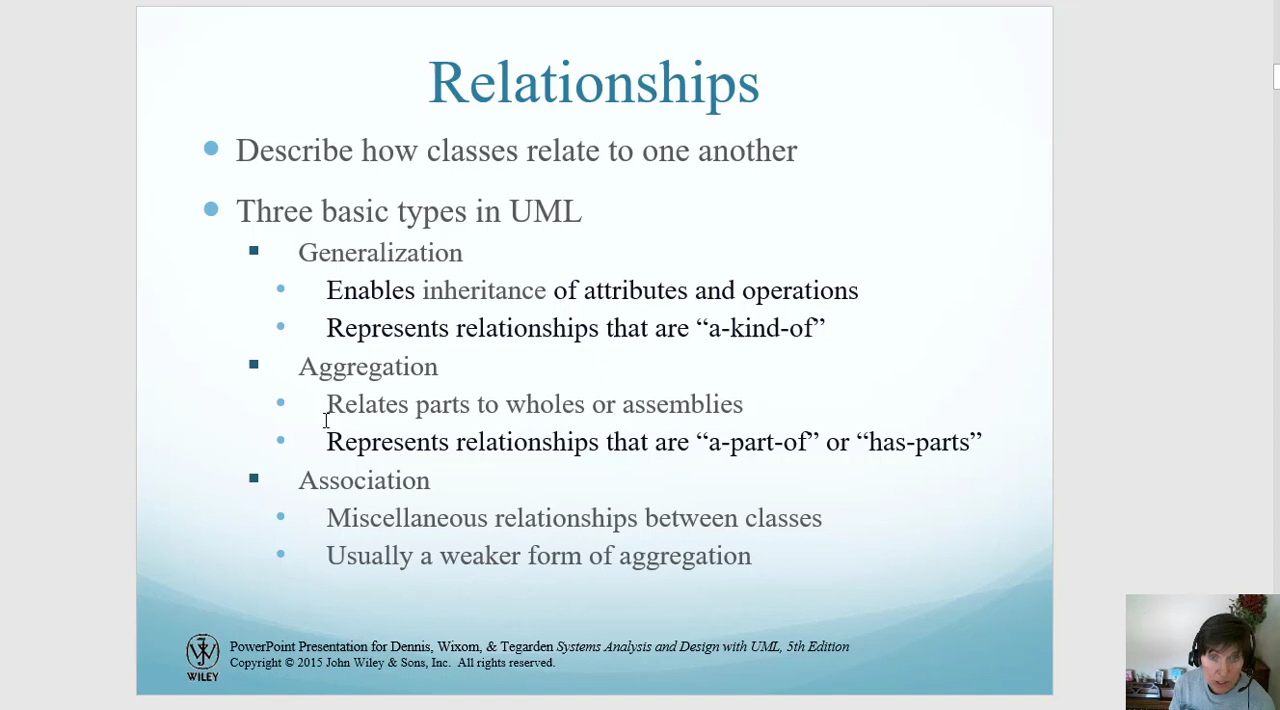 Relationships
Describe how classes relate to one another
Three basic types in UML
Generalization
Enables inheritance of attributes and operations
Represents relationships that are “a-kind-of”
Aggregation
Relates parts to wholes or assemblies
Represents relationships that are “a-part-of” or “has-parts”
Association
Miscellaneous relationships between classes
Usually a weaker form of aggregation
PowerPoint Presentation for Dennis, Wixom, & Tegarden Systems Analysis and Design with UML, 5th Edition
Copyright © 2015 John Wiley & Sons, Inc. All rights reserved.
WILEY